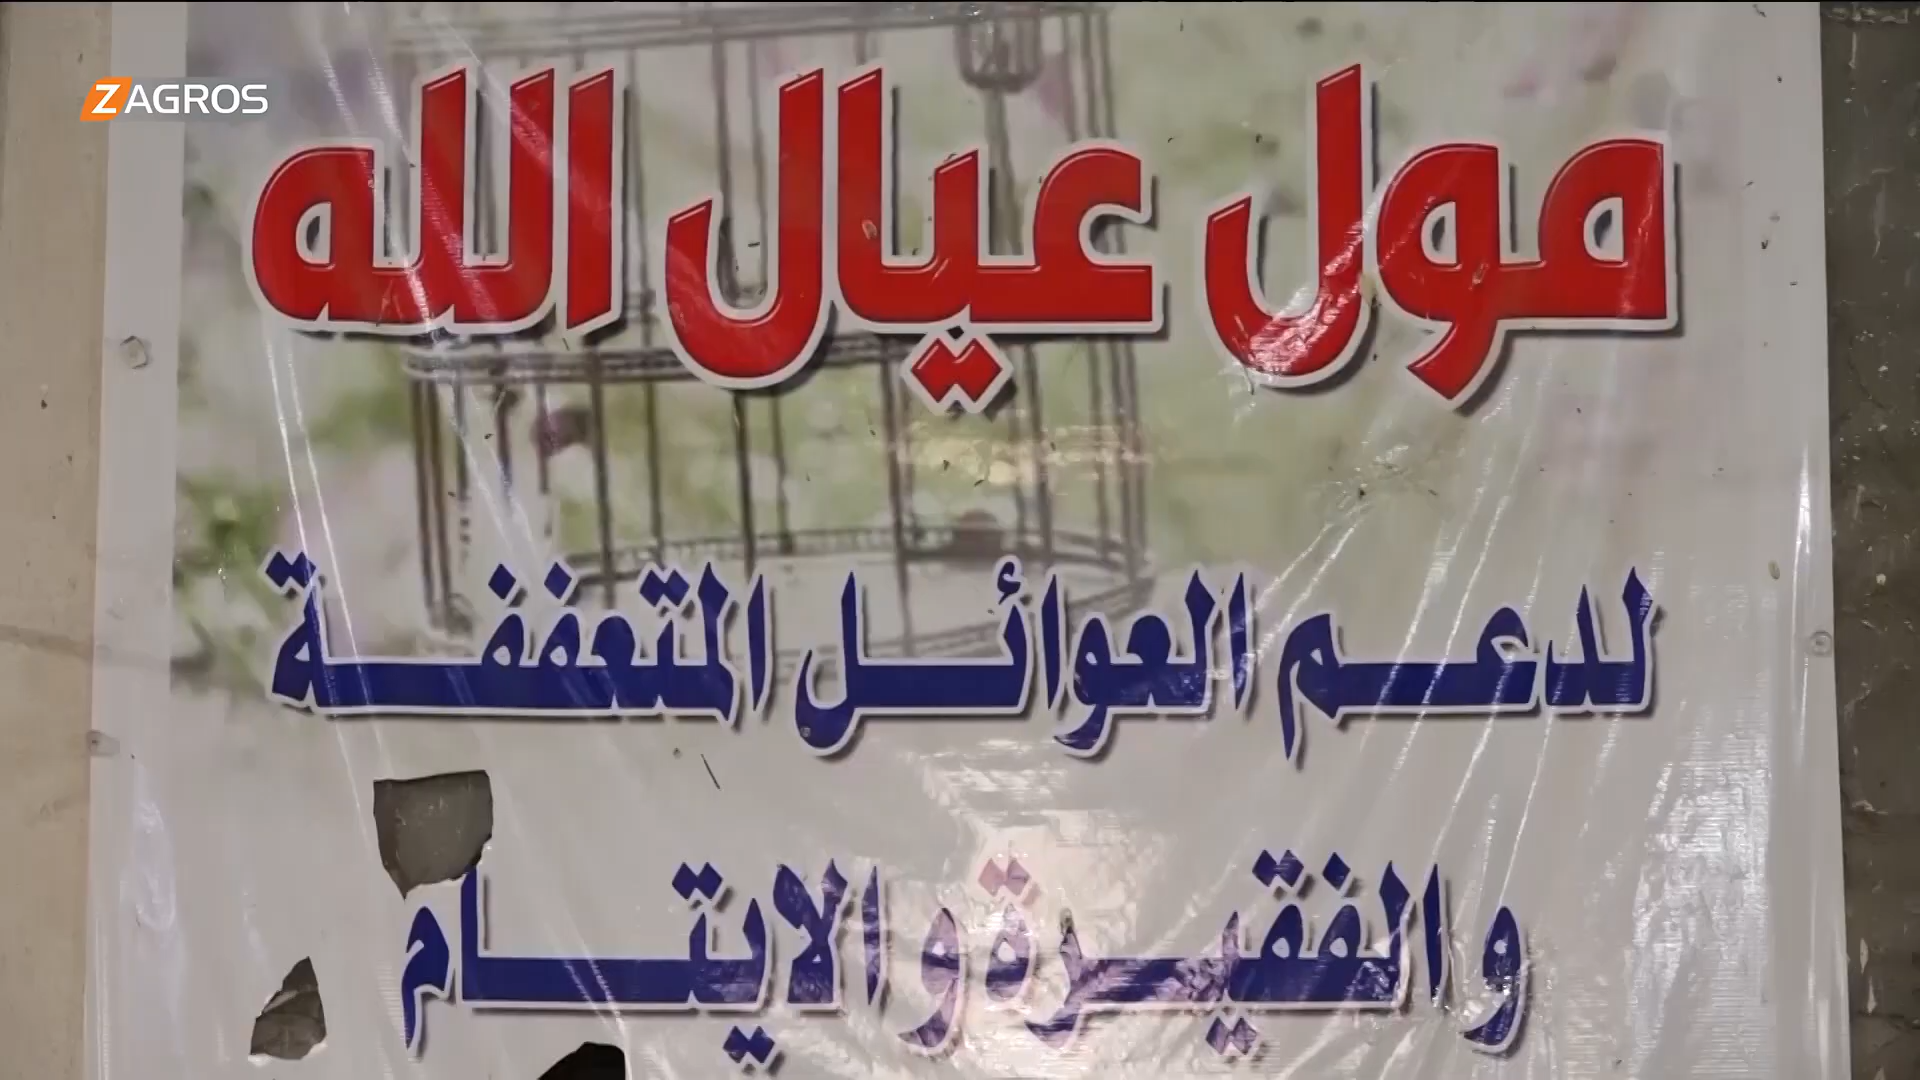 ZAGROS
مول عيال الله
لدعم العوائل المتعففة
والفقيرة والايتام